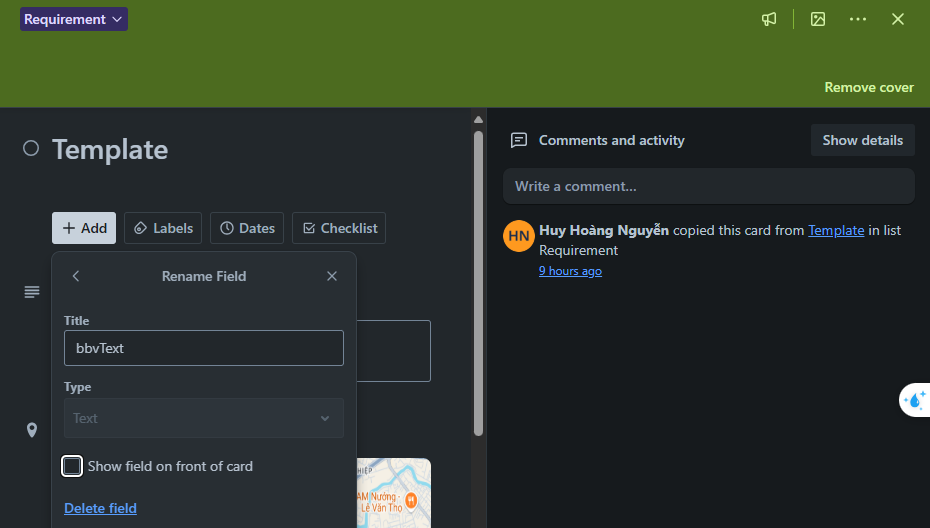 Requirement
Remove cover
Template
Add
Labels
Dates
Checklist
Rename Field
Title
bbvText
Type
Text
Show field on front of card
Delete field
HIỆP
AM Nướng -
Lê Văn Thọ
Comments and activity
Show details
Write a comment...
HN
Huy Hoàng Nguyễn copied this card from Template in list
Requirement
9 hours ago